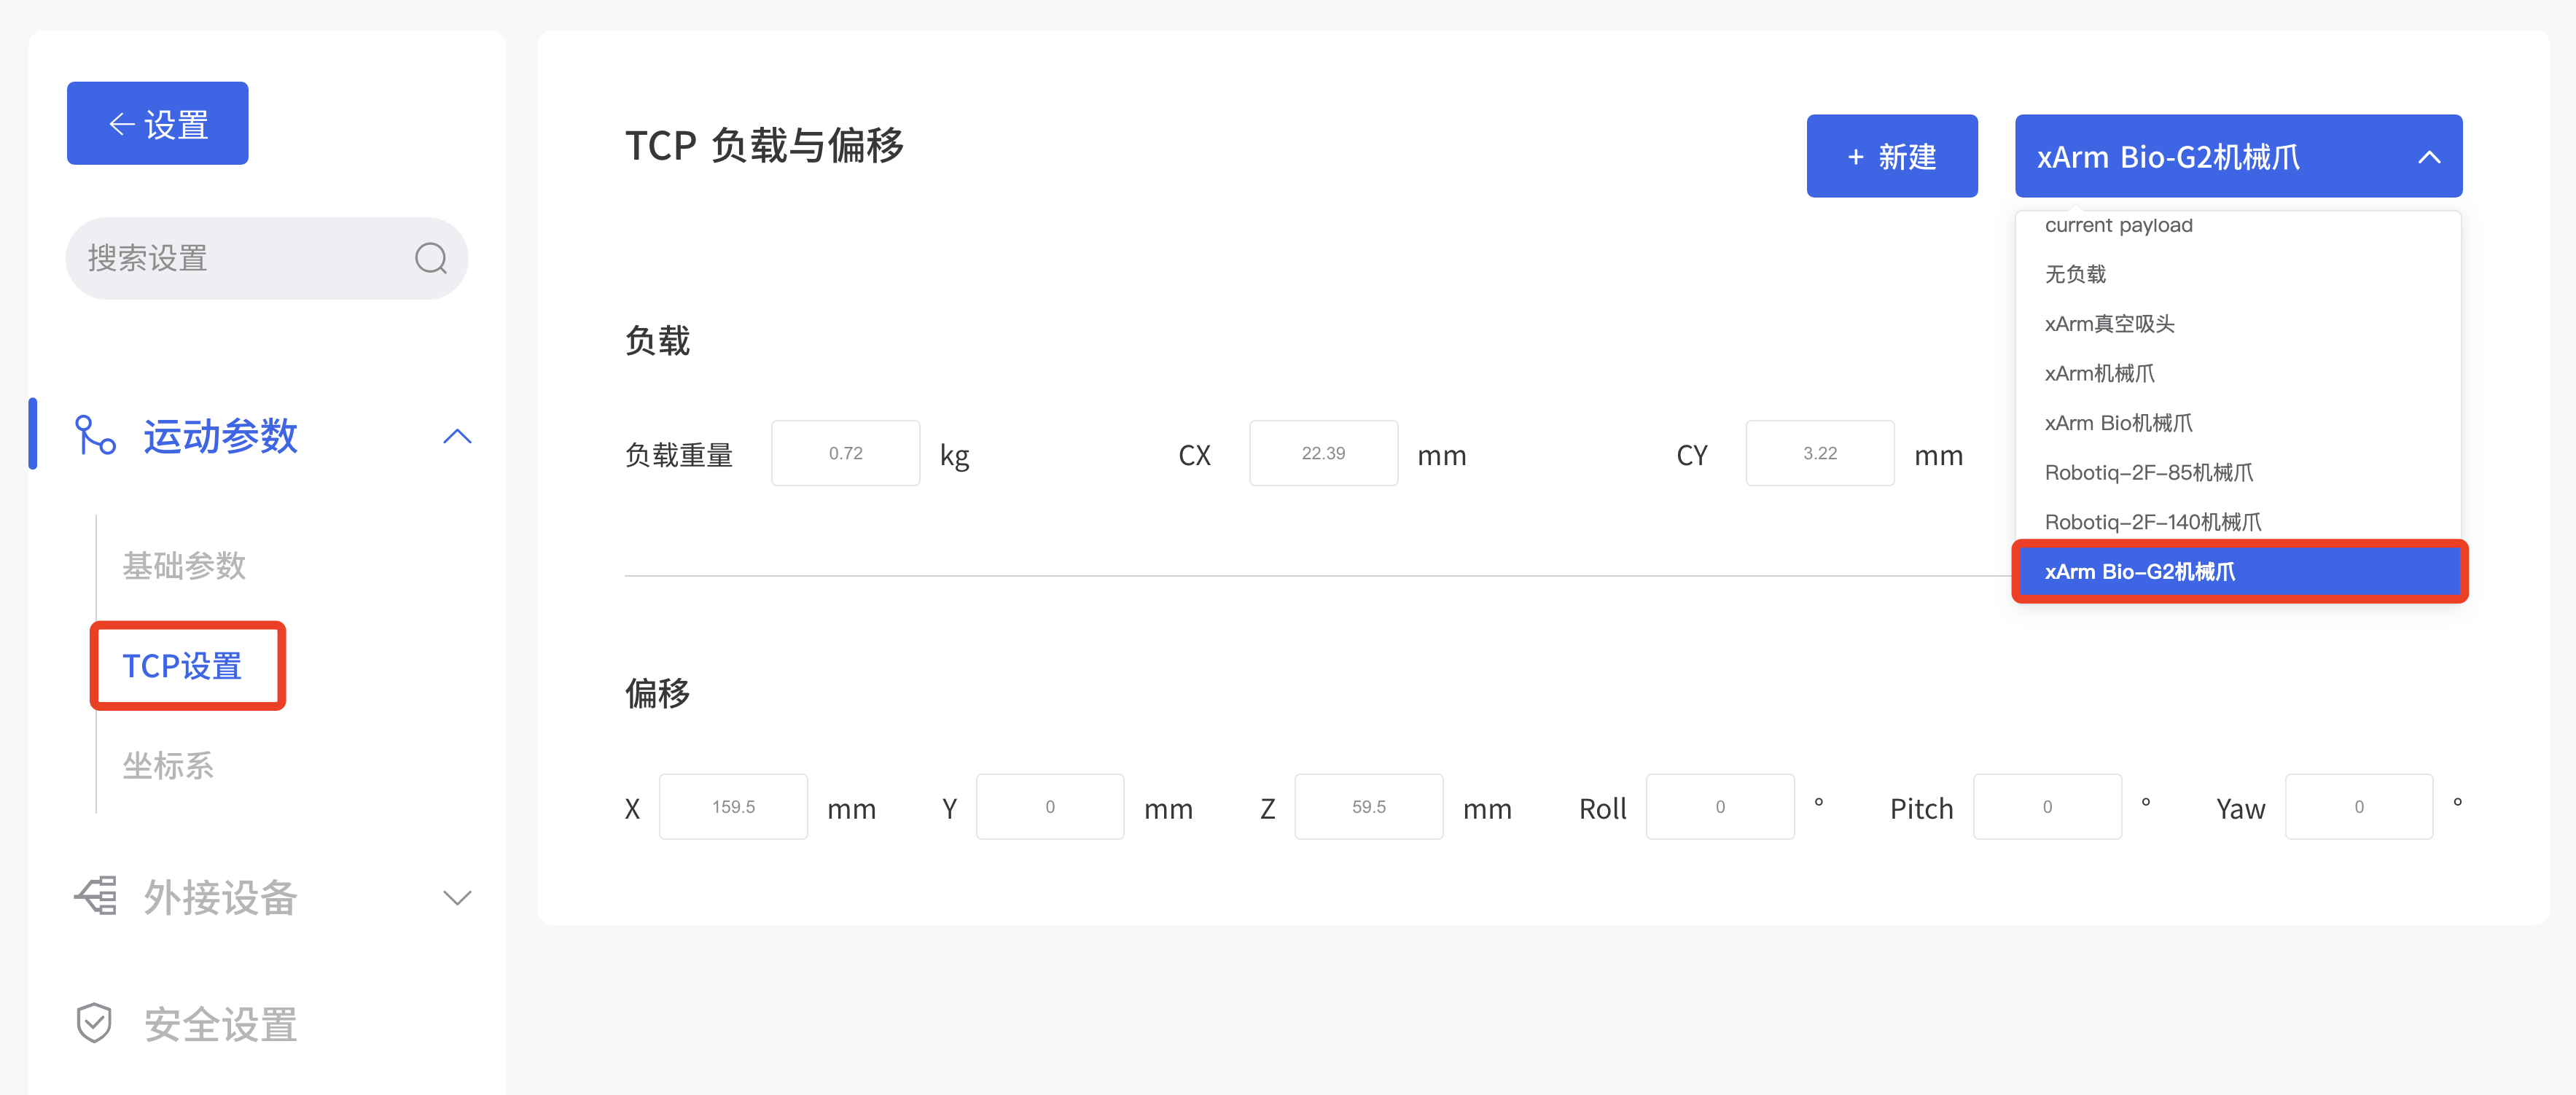 设置
搜索设置
运动参数
基础参数
TCP设置
坐标系
外接设备
安全设置
TCP 负载与偏移
+ 新建
xArm Bio-G2机械爪
current payload
无负载
xArm真空吸头
xArm机械爪
xArm Bio机械爪
Robotiq-2F-85机械爪
Robotiq-2F-140机械爪
xArm Bio-G2机械爪
负载
负载重量 0.72 kg CX 22.39 mm CY 3.22 mm
偏移
X 159.5 mm Y 0 mm Z 59.5 mm Roll 0 ° Pitch 0 ° Yaw 0 °